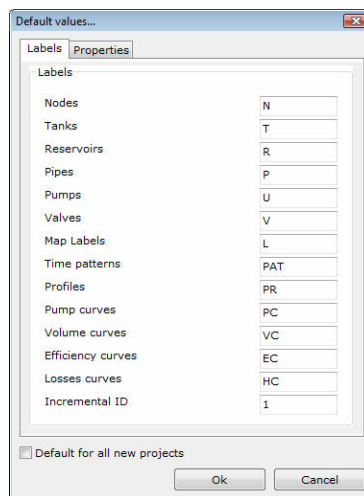 Default values...
Labels Properties
Labels
Nodes N
Tanks T
Reservoirs R
Pipes P
Pumps U
Valves V
Map Labels L
Time patterns PAT
Profiles PR
Pump curves PC
Volume curves VC
Efficiency curves EC
Losses curves HC
Incremental ID 1
Default for all new projects
Ok Cancel